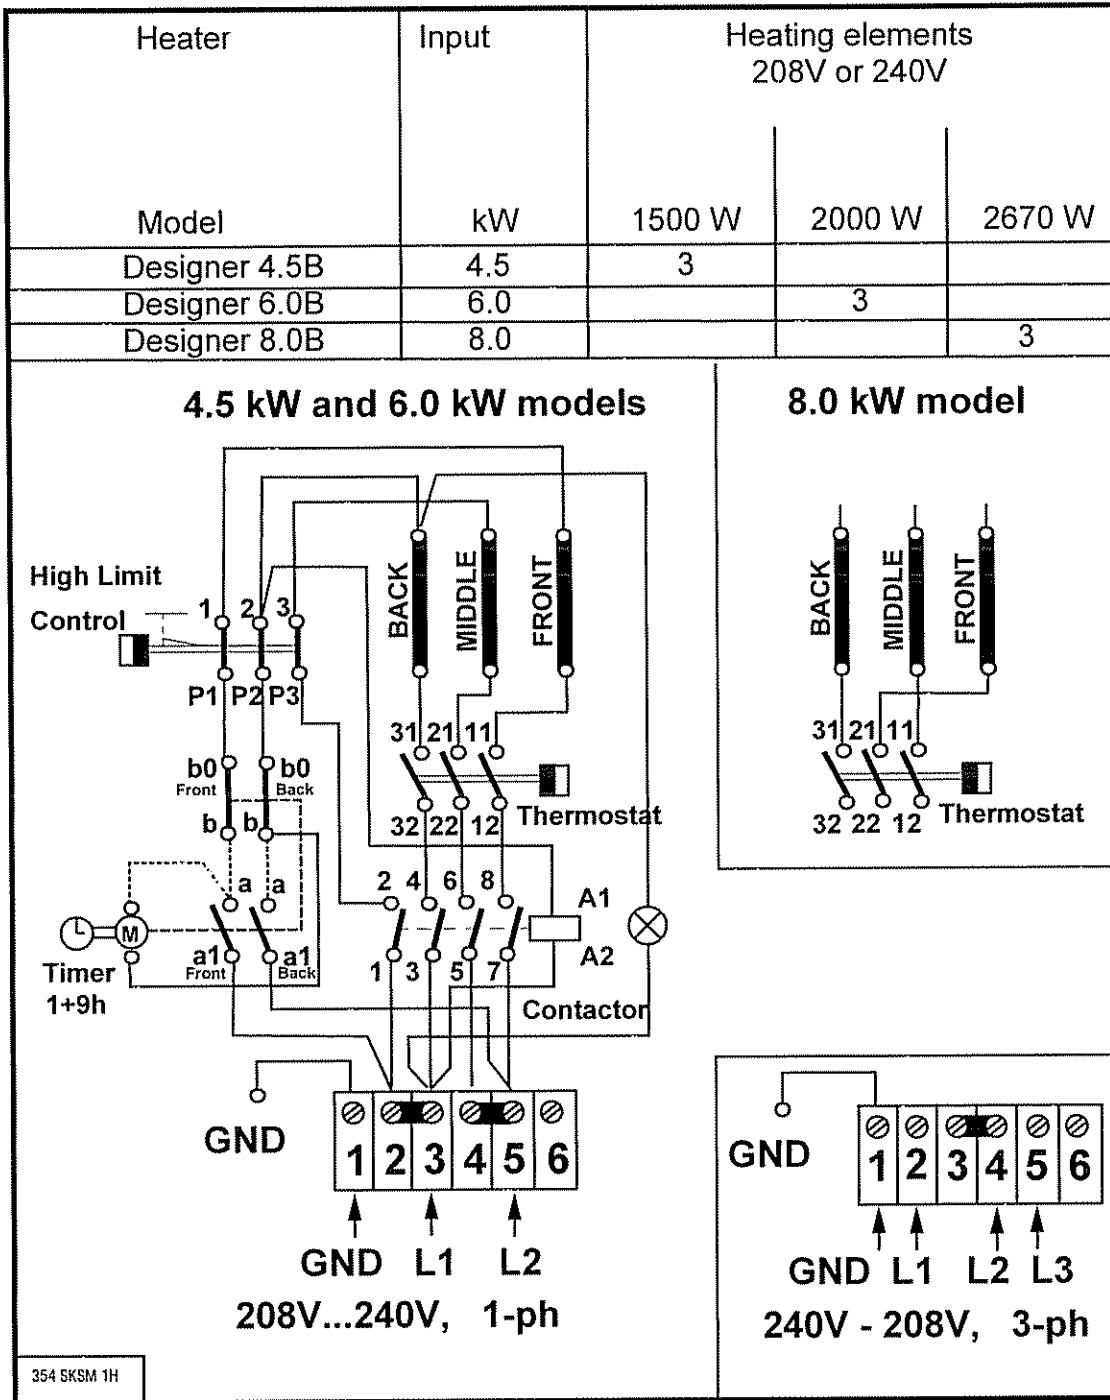 Heater Input Heating elements
208V or 240V
Model kW 1500 W 2000 W 2670 W
Designer 4.5B 4.5 3
Designer 6.0B 6.0 3
Designer 8.0B 8.0 3
4.5 kW and 6.0 kW models
High Limit
Control
1 2 3
P1 P2 P3
BACK
MIDDLE
FRONT
b0 b0
Front Back
b b
31 21 11
Thermostat
32 22 12
a a
2 4 6 8
A1
A2
M
a1 a1
Front Back
Timer
1+9h
1 3 5 7
Contactor
GND
1 2 3 4 5 6
GND L1 L2
208V...240V, 1-ph
354 SKSM 1H
8.0 kW model
BACK
MIDDLE
FRONT
31 21 11
Thermostat
32 22 12
GND
1 2 3 4 5 6
GND L1 L2 L3
240V - 208V, 3-ph